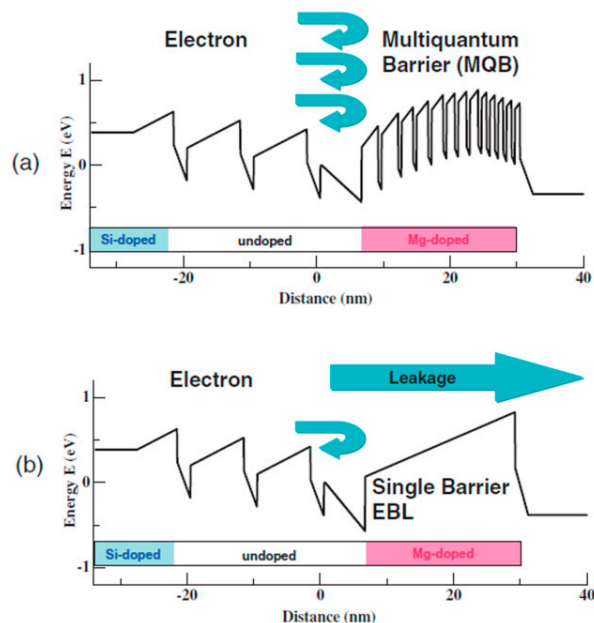 Electron
Multiquantum
Barrier (MQB)
(a)
Energy E (eV)
1
0
-1
Si-doped
undoped
Mg-doped
-20
0
20
40
Distance (nm)
Electron
Leakage
(b)
Energy E (eV)
1
0
-1
Single Barrier
EBL
Si-doped
undoped
Mg-doped
-20
0
20
40
Distance (nm)